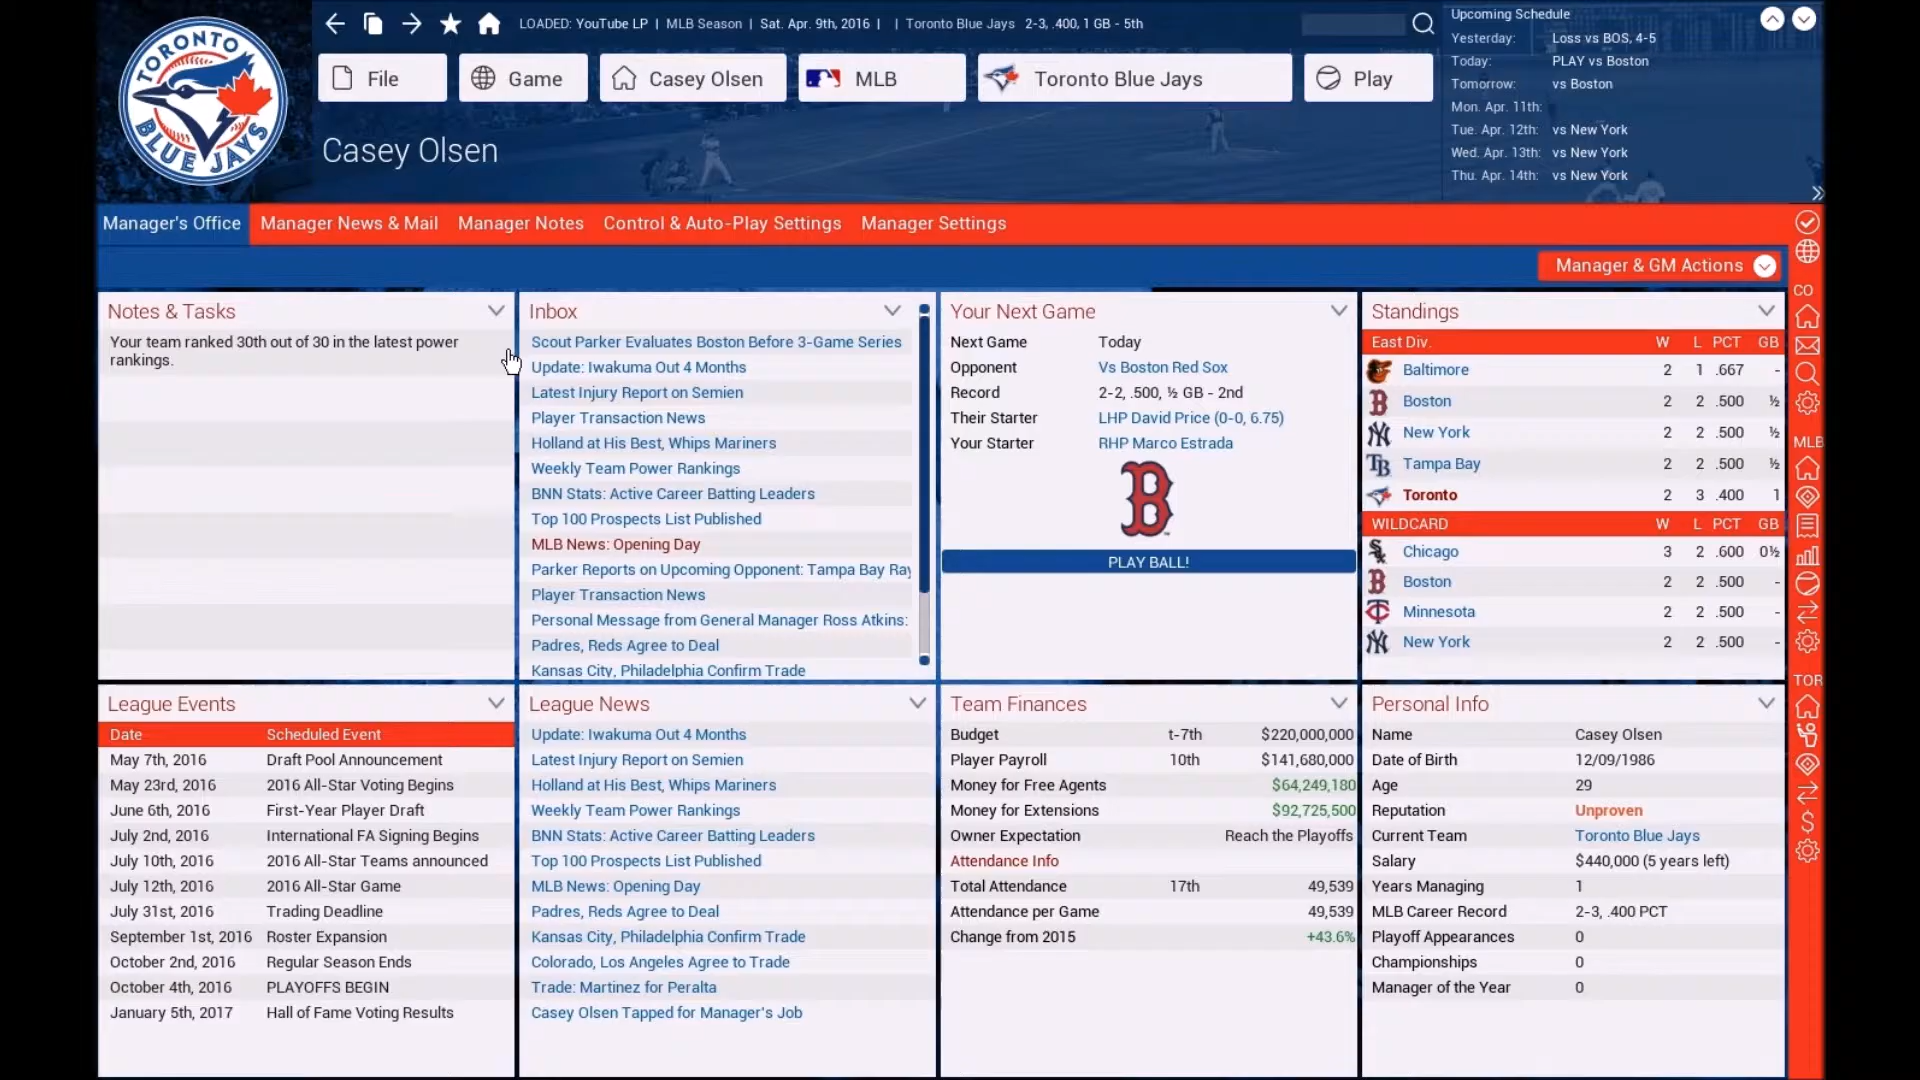 TORONTO
BLUE JAYS
LOADED: YouTube LP | MLB Season | Sat. Apr. 9th, 2016 | | Toronto Blue Jays 2-3, .400, 1 GB - 5th
File
Game
Casey Olsen
MLB
Toronto Blue Jays
Play
Casey Olsen
Upcoming Schedule
Yesterday: Loss vs BOS, 4-5
Today: PLAY vs Boston
Tomorrow: vs Boston
Mon. Apr. 11th:
Tue. Apr. 12th: vs New York
Wed. Apr. 13th: vs New York
Thu. Apr. 14th: vs New York
Manager's Office Manager News & Mail Manager Notes Control & Auto-Play Settings Manager Settings
Manager & GM Actions
Notes & Tasks
Your team ranked 30th out of 30 in the latest power
rankings.
Inbox
Scout Parker Evaluates Boston Before 3-Game Series
Update: Iwakuma Out 4 Months
Latest Injury Report on Semien
Player Transaction News
Holland at His Best, Whips Mariners
Weekly Team Power Rankings
BNN Stats: Active Career Batting Leaders
Top 100 Prospects List Published
MLB News: Opening Day
Parker Reports on Upcoming Opponent: Tampa Bay Ray
Player Transaction News
Personal Message from General Manager Ross Atkins:
Padres, Reds Agree to Deal
Kansas City, Philadelphia Confirm Trade
Your Next Game
Next Game Today
Opponent Vs Boston Red Sox
Record 2-2, .500, ½ GB - 2nd
Their Starter LHP David Price (0-0, 6.75)
Your Starter RHP Marco Estrada
B
PLAY BALL!
Standings
East Div. W L PCT GB
Baltimore 2 1 .667 -
Boston 2 2 .500 ½
New York 2 2 .500 ½
Tampa Bay 2 2 .500 ½
Toronto 2 3 .400 1
WILDCARD W L PCT GB
Chicago 3 2 .600 0½
Boston 2 2 .500 -
Minnesota 2 2 .500 -
New York 2 2 .500 -
CO
MLB
TOR
League Events
Date Scheduled Event
May 7th, 2016 Draft Pool Announcement
May 23rd, 2016 2016 All-Star Voting Begins
June 6th, 2016 First-Year Player Draft
July 2nd, 2016 International FA Signing Begins
July 10th, 2016 2016 All-Star Teams announced
July 12th, 2016 2016 All-Star Game
July 31st, 2016 Trading Deadline
September 1st, 2016 Roster Expansion
October 2nd, 2016 Regular Season Ends
October 4th, 2016 PLAYOFFS BEGIN
January 5th, 2017 Hall of Fame Voting Results
League News
Update: Iwakuma Out 4 Months
Latest Injury Report on Semien
Holland at His Best, Whips Mariners
Weekly Team Power Rankings
BNN Stats: Active Career Batting Leaders
Top 100 Prospects List Published
MLB News: Opening Day
Padres, Reds Agree to Deal
Kansas City, Philadelphia Confirm Trade
Colorado, Los Angeles Agree to Trade
Trade: Martinez for Peralta
Casey Olsen Tapped for Manager's Job
Team Finances
Budget t-7th $220,000,000
Player Payroll 10th $141,680,000
Money for Free Agents $64,249,180
Money for Extensions $92,725,500
Owner Expectation Reach the Playoffs
Attendance Info
Total Attendance 17th 49,539
Attendance per Game 49,539
Change from 2015 +43.6%
Personal Info
Name Casey Olsen
Date of Birth 12/09/1986
Age 29
Reputation Unproven
Current Team Toronto Blue Jays
Salary $440,000 (5 years left)
Years Managing 1
MLB Career Record 2-3, .400 PCT
Playoff Appearances 0
Championships 0
Manager of the Year 0